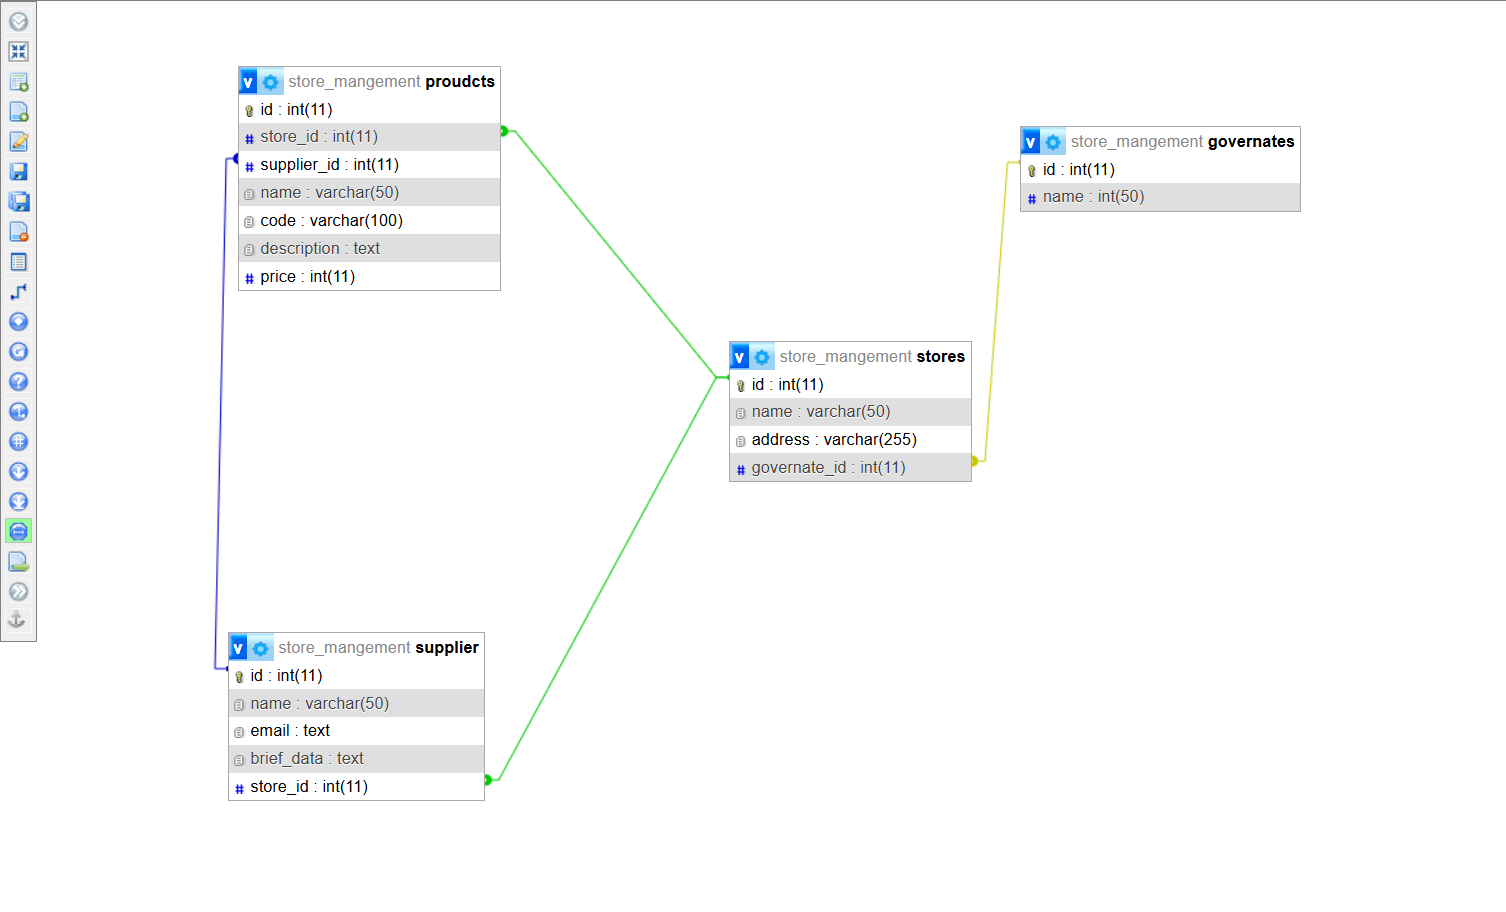 v store_mangement proudcts
id : int(11)
# store_id : int(11)
# supplier_id : int(11)
name : varchar(50)
code : varchar(100)
description : text
# price : int(11)
v store_mangement governates
id : int(11)
# name : int(50)
v store_mangement stores
id : int(11)
name : varchar(50)
address : varchar(255)
# governate_id : int(11)
v store_mangement supplier
id : int(11)
name : varchar(50)
email : text
brief_data : text
# store_id : int(11)